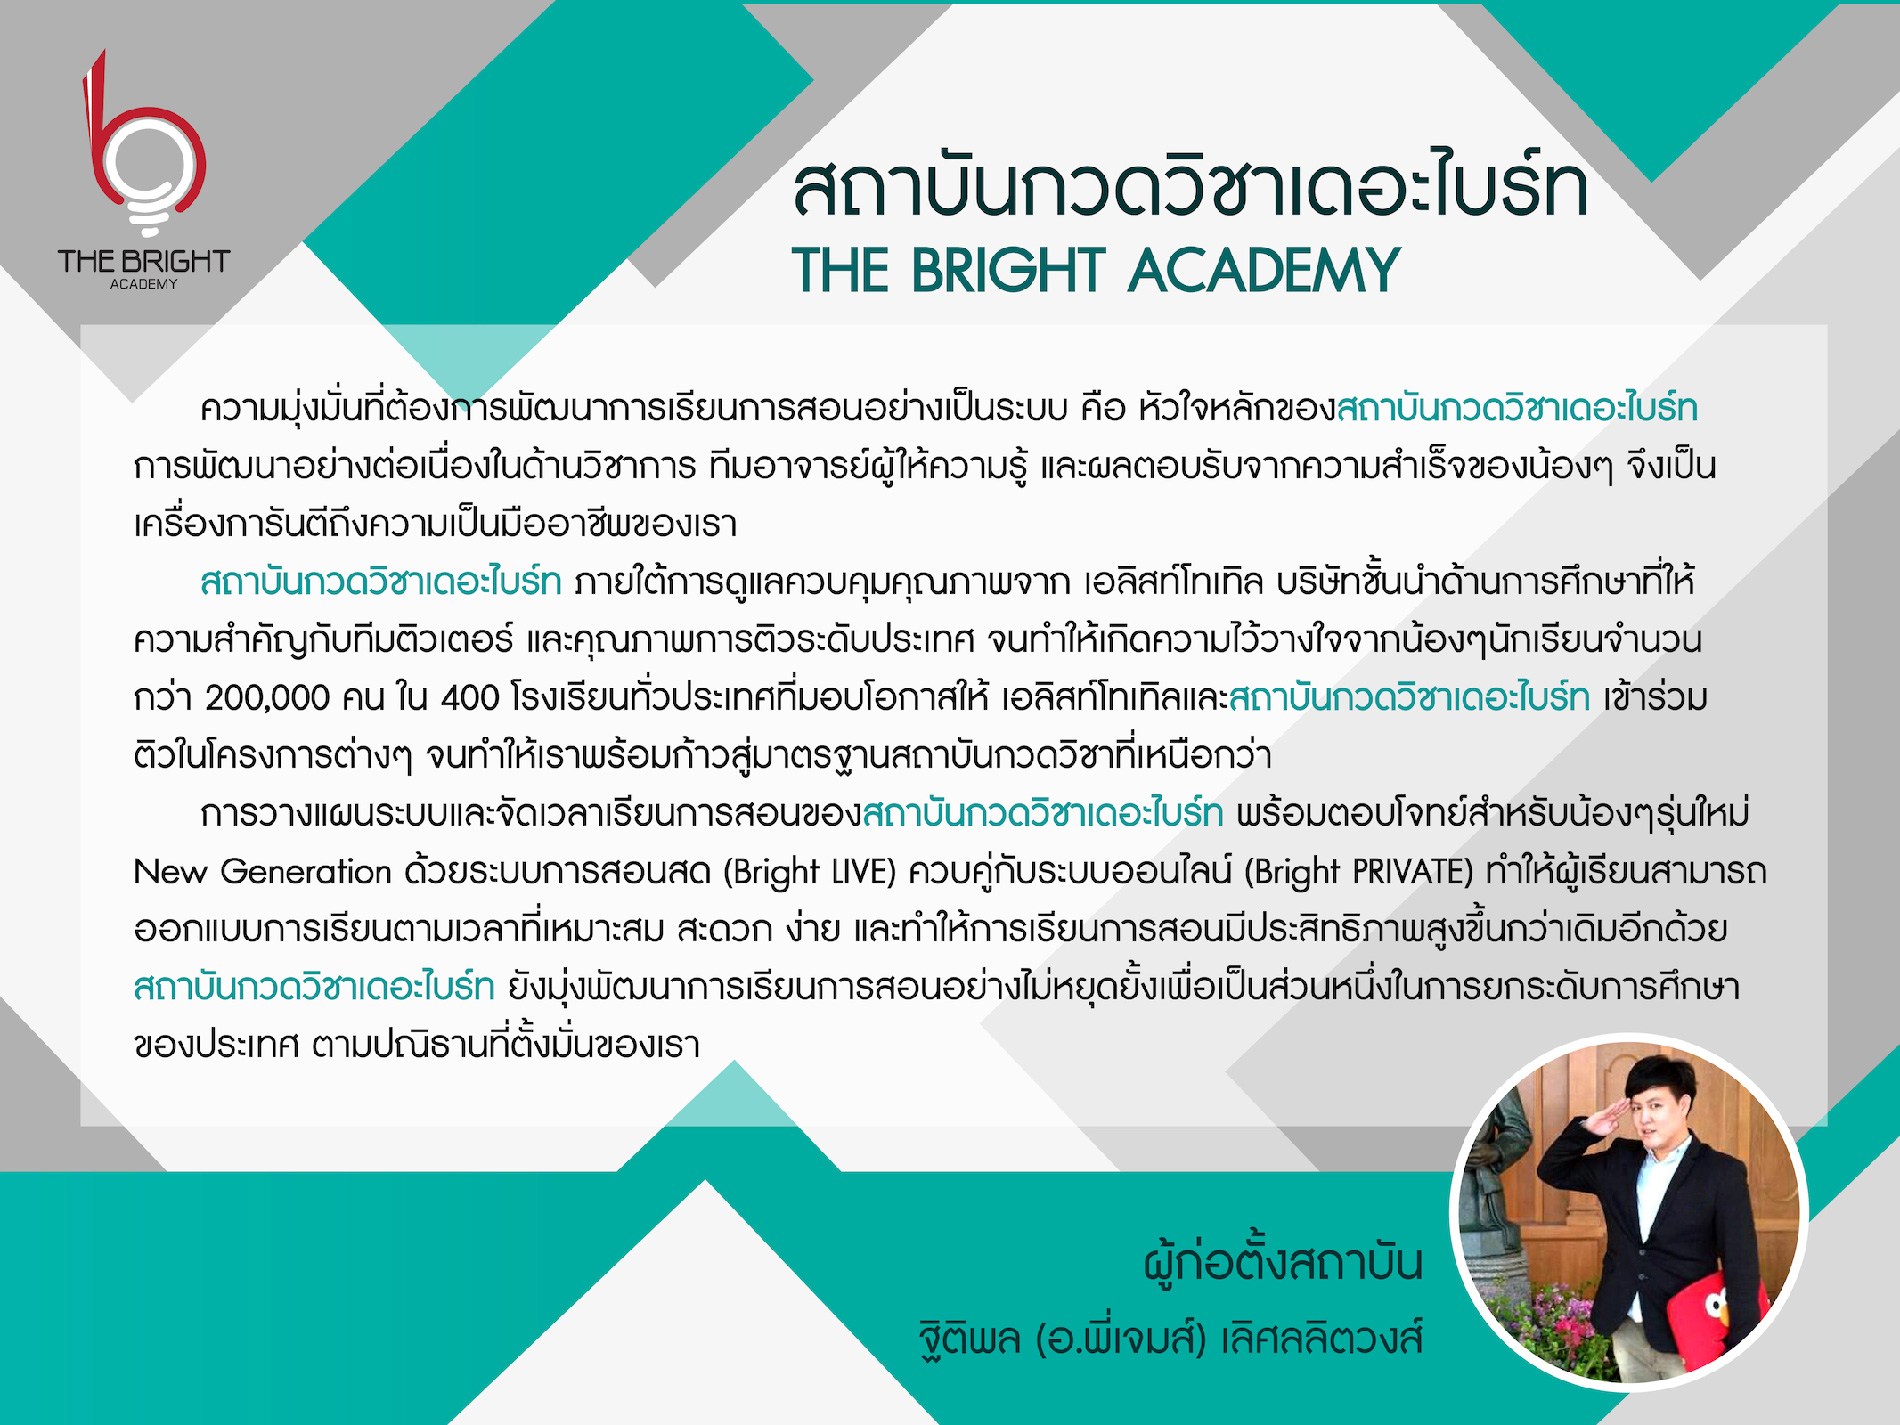 THE BRIGHT
ACADEMY
สถาบันกวดวิชาเดอะไบร์ท
THE BRIGHT ACADEMY
ความมุ่งมั่นที่ต้องการพัฒนาการเรียนการสอนอย่างเป็นระบบ คือ หัวใจหลักของสถาบันกวดวิชาเดอะไบร์ท
การพัฒนาอย่างต่อเนื่องในด้านวิชาการ ทีมอาจารย์ผู้ให้ความรู้ และผลตอบรับจากความสำเร็จของน้องๆ จึงเป็น
เครื่องการันตีถึงความเป็นมืออาชีพของเรา
สถาบันกวดวิชาเดอะไบร์ท ภายใต้การดูแลควบคุมคุณภาพจาก เอลิสท์โทเทิล บริษัทชั้นนำด้านการศึกษาที่ให้
ความสำคัญกับทีมติวเตอร์ และคุณภาพการติวระดับประเทศ จนทำให้เกิดความไว้วางใจจากน้องๆนักเรียนจำนวน
กว่า 200,000 คน ใน 400 โรงเรียนทั่วประเทศที่มอบโอกาสให้ เอลิสท์โทเทิลและสถาบันกวดวิชาเดอะไบร์ท เข้าร่วม
ติวในโครงการต่างๆ จนทำให้เราพร้อมก้าวสู่มาตรฐานสถาบันกวดวิชาที่เหนือกว่า
การวางแผนระบบและจัดเวลาเรียนการสอนของสถาบันกวดวิชาเดอะไบร์ท พร้อมตอบโจทย์สำหรับน้องๆรุ่นใหม่
New Generation ด้วยระบบการสอนสด (Bright LIVE) ควบคู่กับระบบออนไลน์ (Bright PRIVATE) ทำให้ผู้เรียนสามารถ
ออกแบบการเรียนตามเวลาที่เหมาะสม สะดวก ง่าย และทำให้การเรียนการสอนมีประสิทธิภาพสูงขึ้นกว่าเดิมอีกด้วย
สถาบันกวดวิชาเดอะไบร์ท ยังมุ่งพัฒนาการเรียนการสอนอย่างไม่หยุดยั้งเพื่อเป็นส่วนหนึ่งในการยกระดับการศึกษา
ของประเทศ ตามปณิธานที่ตั้งมั่นของเรา
ผู้ก่อตั้งสถาบัน
ฐิติพล (อ.พี่เจมส์) เลิศลลิตวงส์